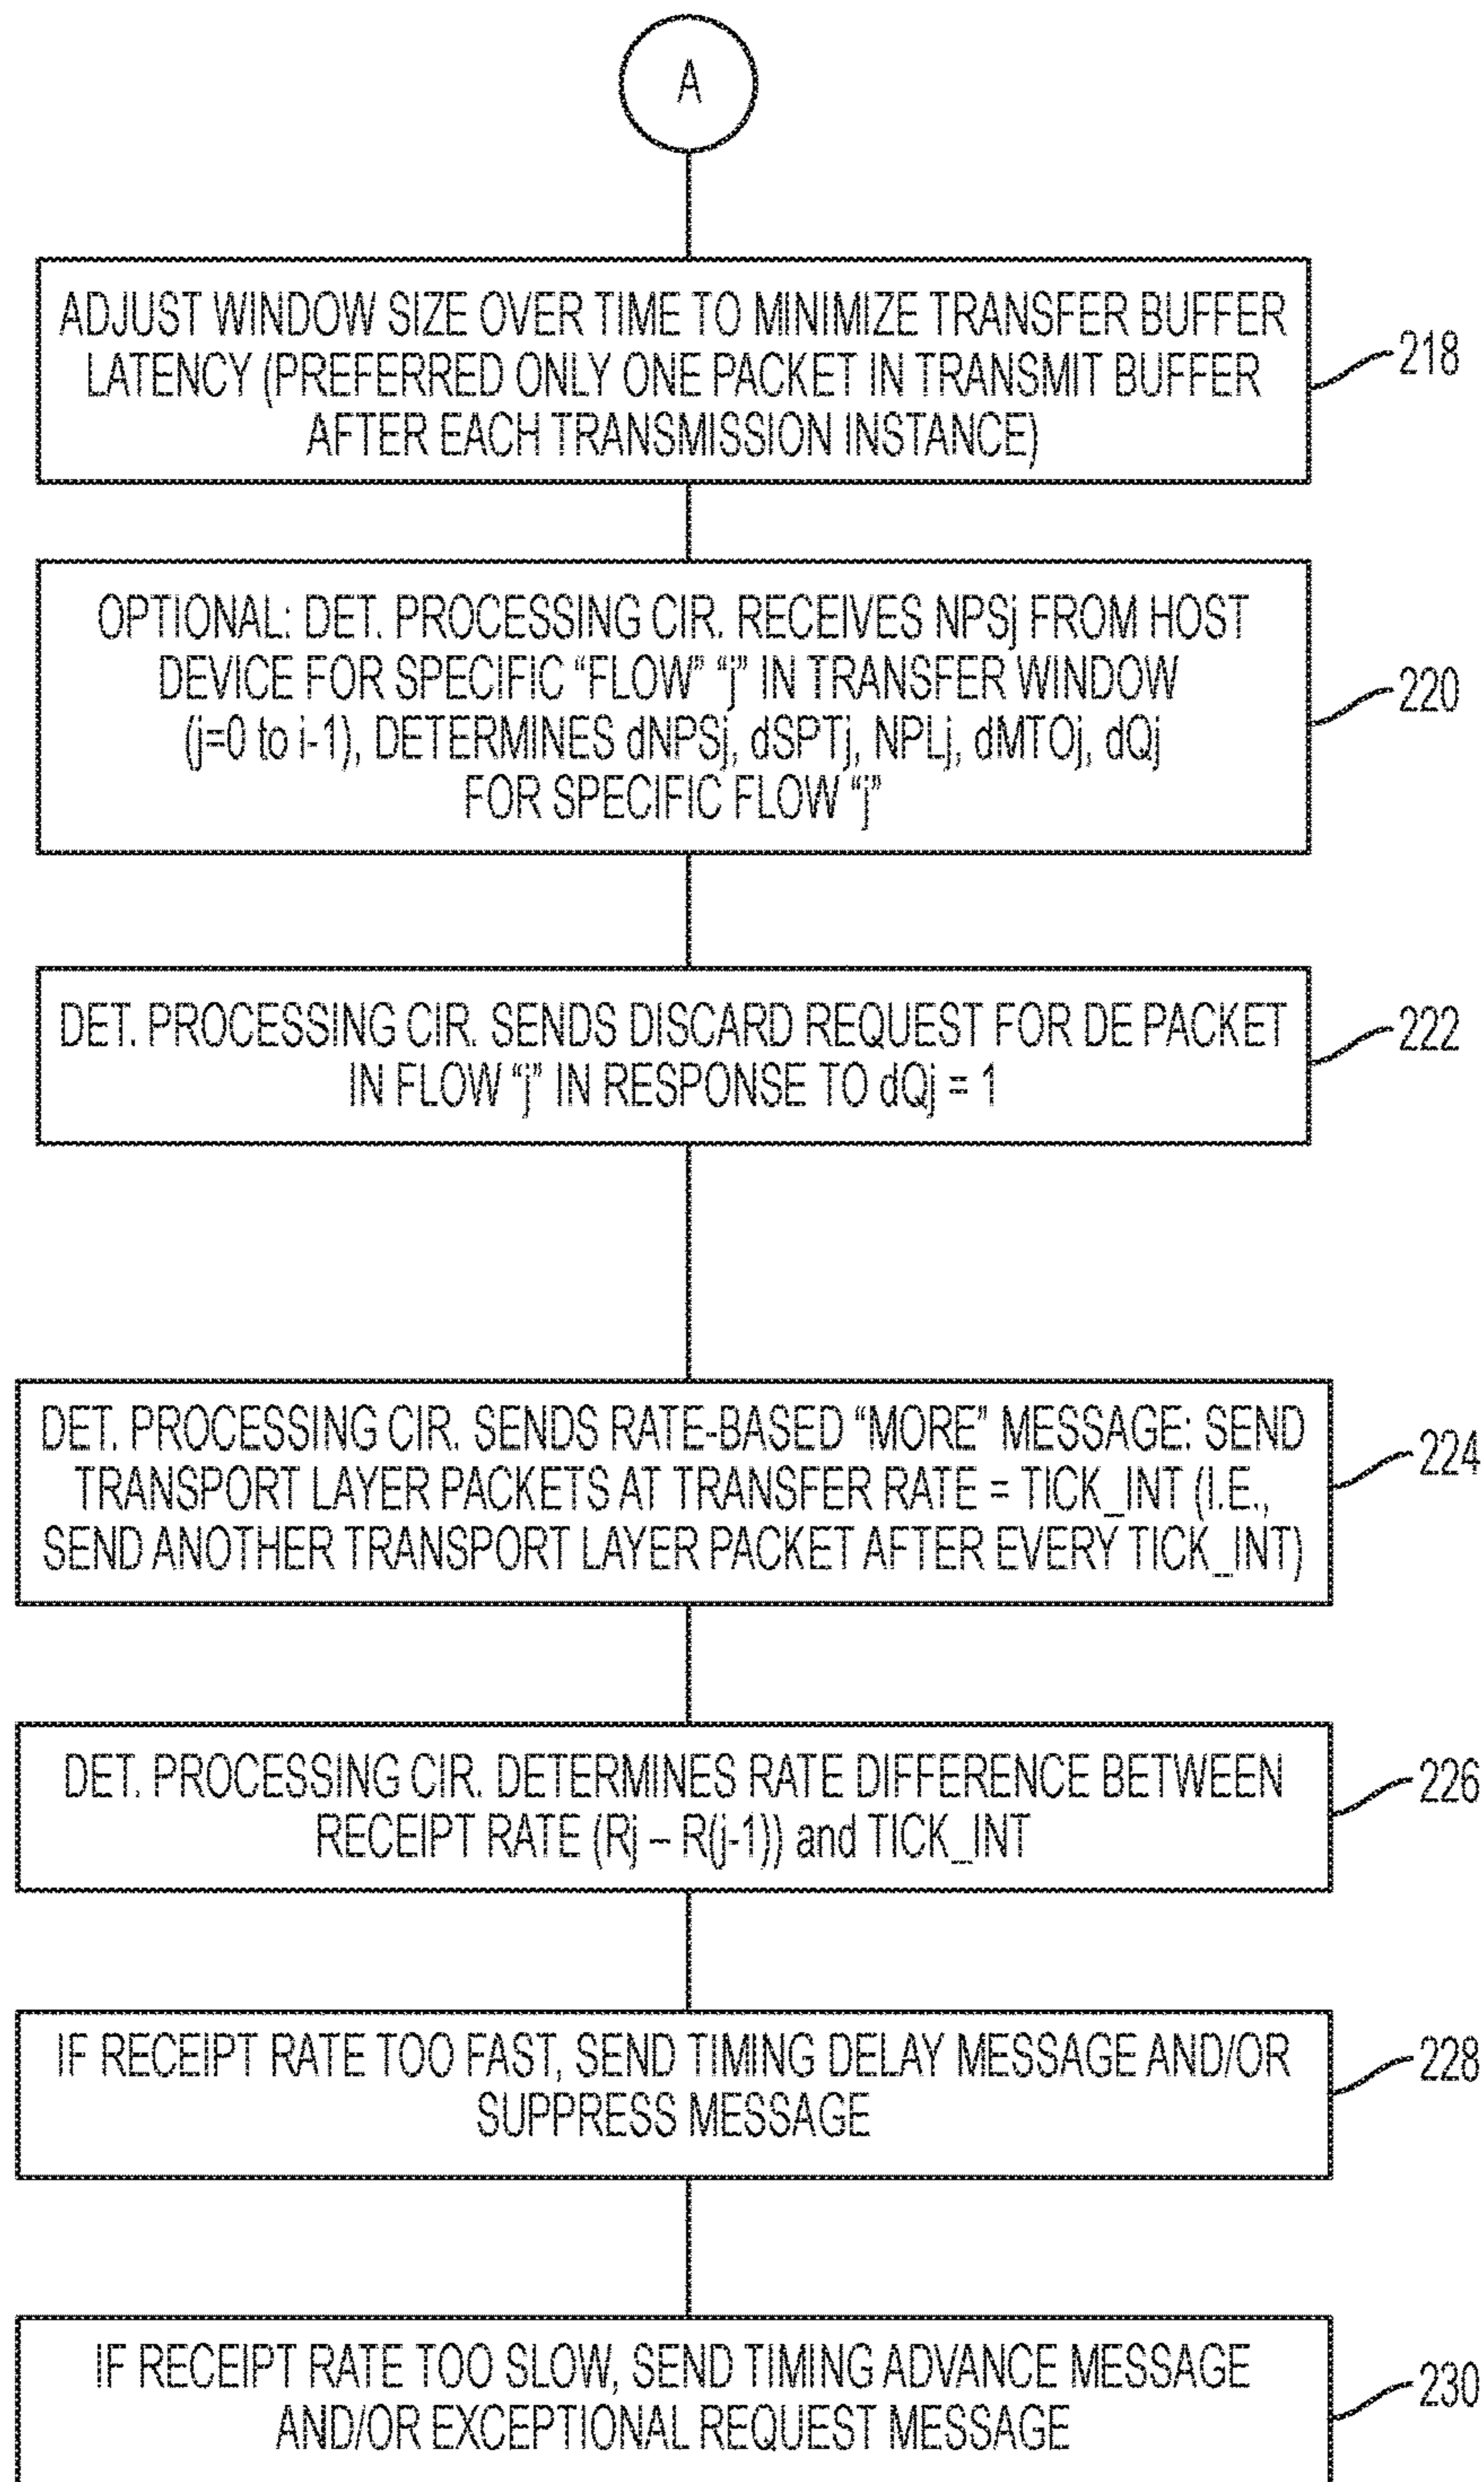 A
ADJUST WINDOW SIZE OVER TIME TO MINIMIZE TRANSFER BUFFER
LATENCY (PREFERRED ONLY ONE PACKET IN TRANSMIT BUFFER
AFTER EACH TRANSMISSION INSTANCE)
218
OPTIONAL: DET. PROCESSING CIR. RECEIVES NPSj FROM HOST
DEVICE FOR SPECIFIC “FLOW” “j” IN TRANSFER WINDOW
(j=0 to i-1), DETERMINES dNPSj, dSPTj, NPLj, dMTOj, dQj
FOR SPECIFIC FLOW “j”
220
DET. PROCESSING CIR. SENDS DISCARD REQUEST FOR DE PACKET
IN FLOW “j” IN RESPONSE TO dQj = 1
222
DET. PROCESSING CIR. SENDS RATE-BASED “MORE” MESSAGE: SEND
TRANSPORT LAYER PACKETS AT TRANSFER RATE = TICK_INT (I.E.,
SEND ANOTHER TRANSPORT LAYER PACKET AFTER EVERY TICK_INT)
224
DET. PROCESSING CIR. DETERMINES RATE DIFFERENCE BETWEEN
RECEIPT RATE (Rj – R(j-1)) and TICK_INT
226
IF RECEIPT RATE TOO FAST, SEND TIMING DELAY MESSAGE AND/OR
SUPPRESS MESSAGE
228
IF RECEIPT RATE TOO SLOW, SEND TIMING ADVANCE MESSAGE
AND/OR EXCEPTIONAL REQUEST MESSAGE
230